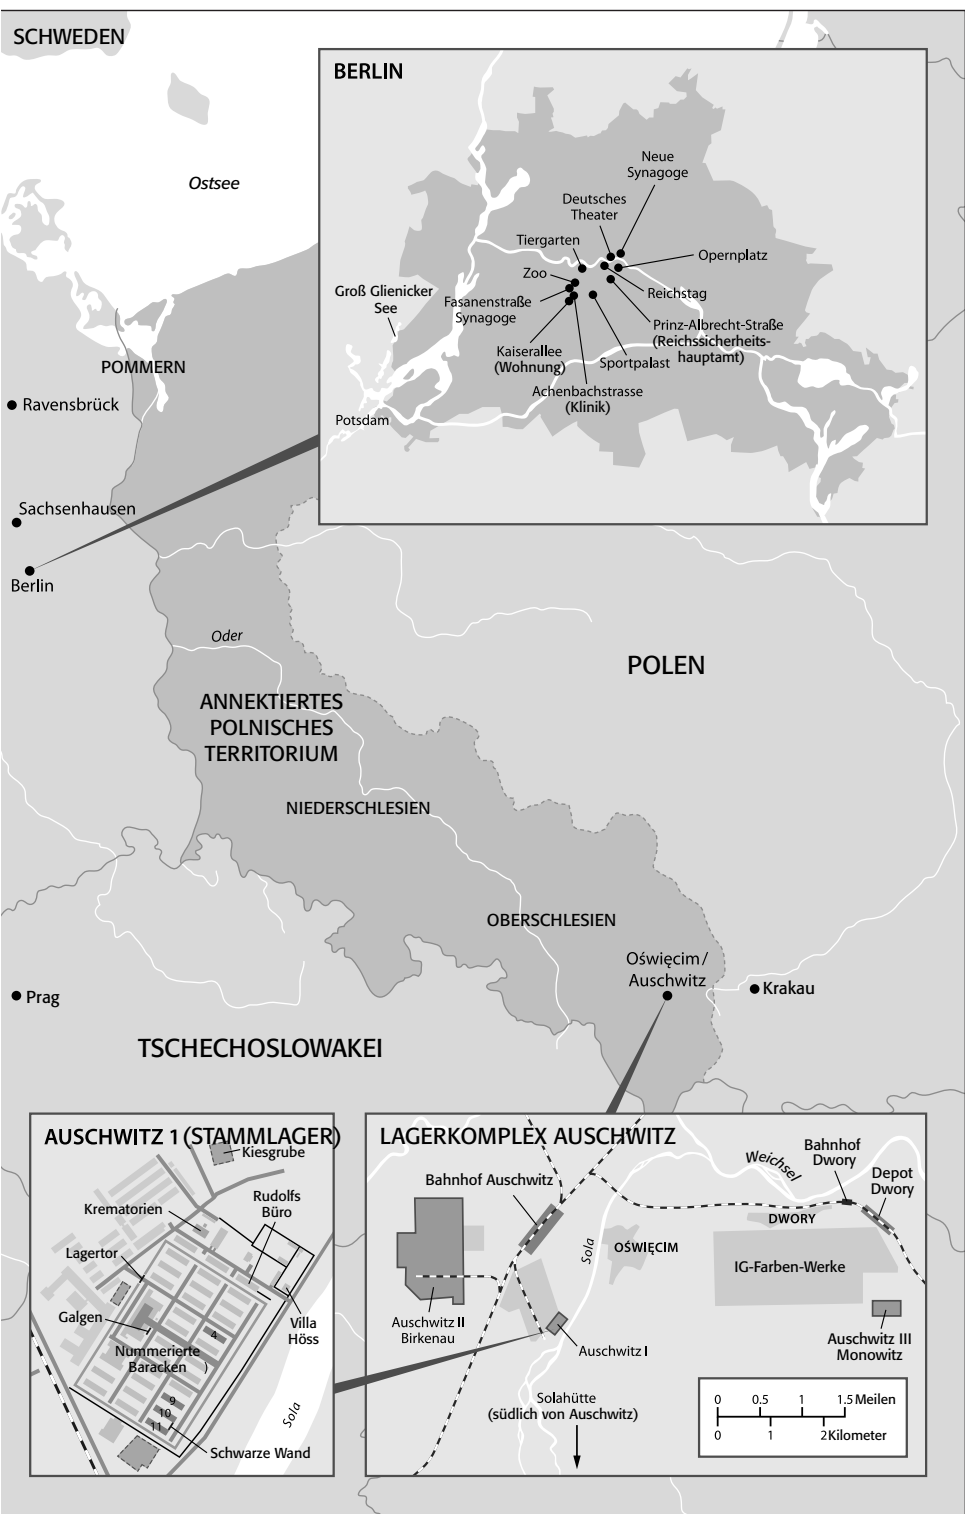 SCHWEDEN
Ostsee
POMMERN
Ravensbrück
Sachsenhausen
Berlin
Oder
ANNEKTIERTES
POLNISCHES
TERRITORIUM
POLEN
NIEDERSCHLESIEN
OBERSCHLESIEN
Oświęcim/
Auschwitz
Krakau
Prag
TSCHECHOSLOWAKEI
BERLIN
Neue
Synagoge
Deutsches
Theater
Tiergarten
Opernplatz
Zoo
Reichstag
Groß Glienicker
See
Fasanenstraße
Synagoge
Prinz-Albrecht-Straße
(Reichssicherheits-
hauptamt)
Kaiserallee
(Wohnung)
Sportpalast
Achenbachstrasse
(Klinik)
Potsdam
AUSCHWITZ 1 (STAMMLAGER)
Kiesgrube
Rudolfs
Büro
Krematorien
Lagertor
Galgen
Villa
Höss
4
Nummerierte
Baracken
)
9
10
11
Sola
Schwarze Wand
LAGERKOMPLEX AUSCHWITZ
Weichsel
Bahnhof
Dwory
Depot
Dwory
Bahnhof Auschwitz
DWORY
Sola
OŚWIĘCIM
IG-Farben-Werke
Auschwitz II
Birkenau
Auschwitz I
Auschwitz III
Monowitz
Solahütte
(südlich von Auschwitz)
0 0.5 1 1.5 Meilen
0 1 2 Kilometer